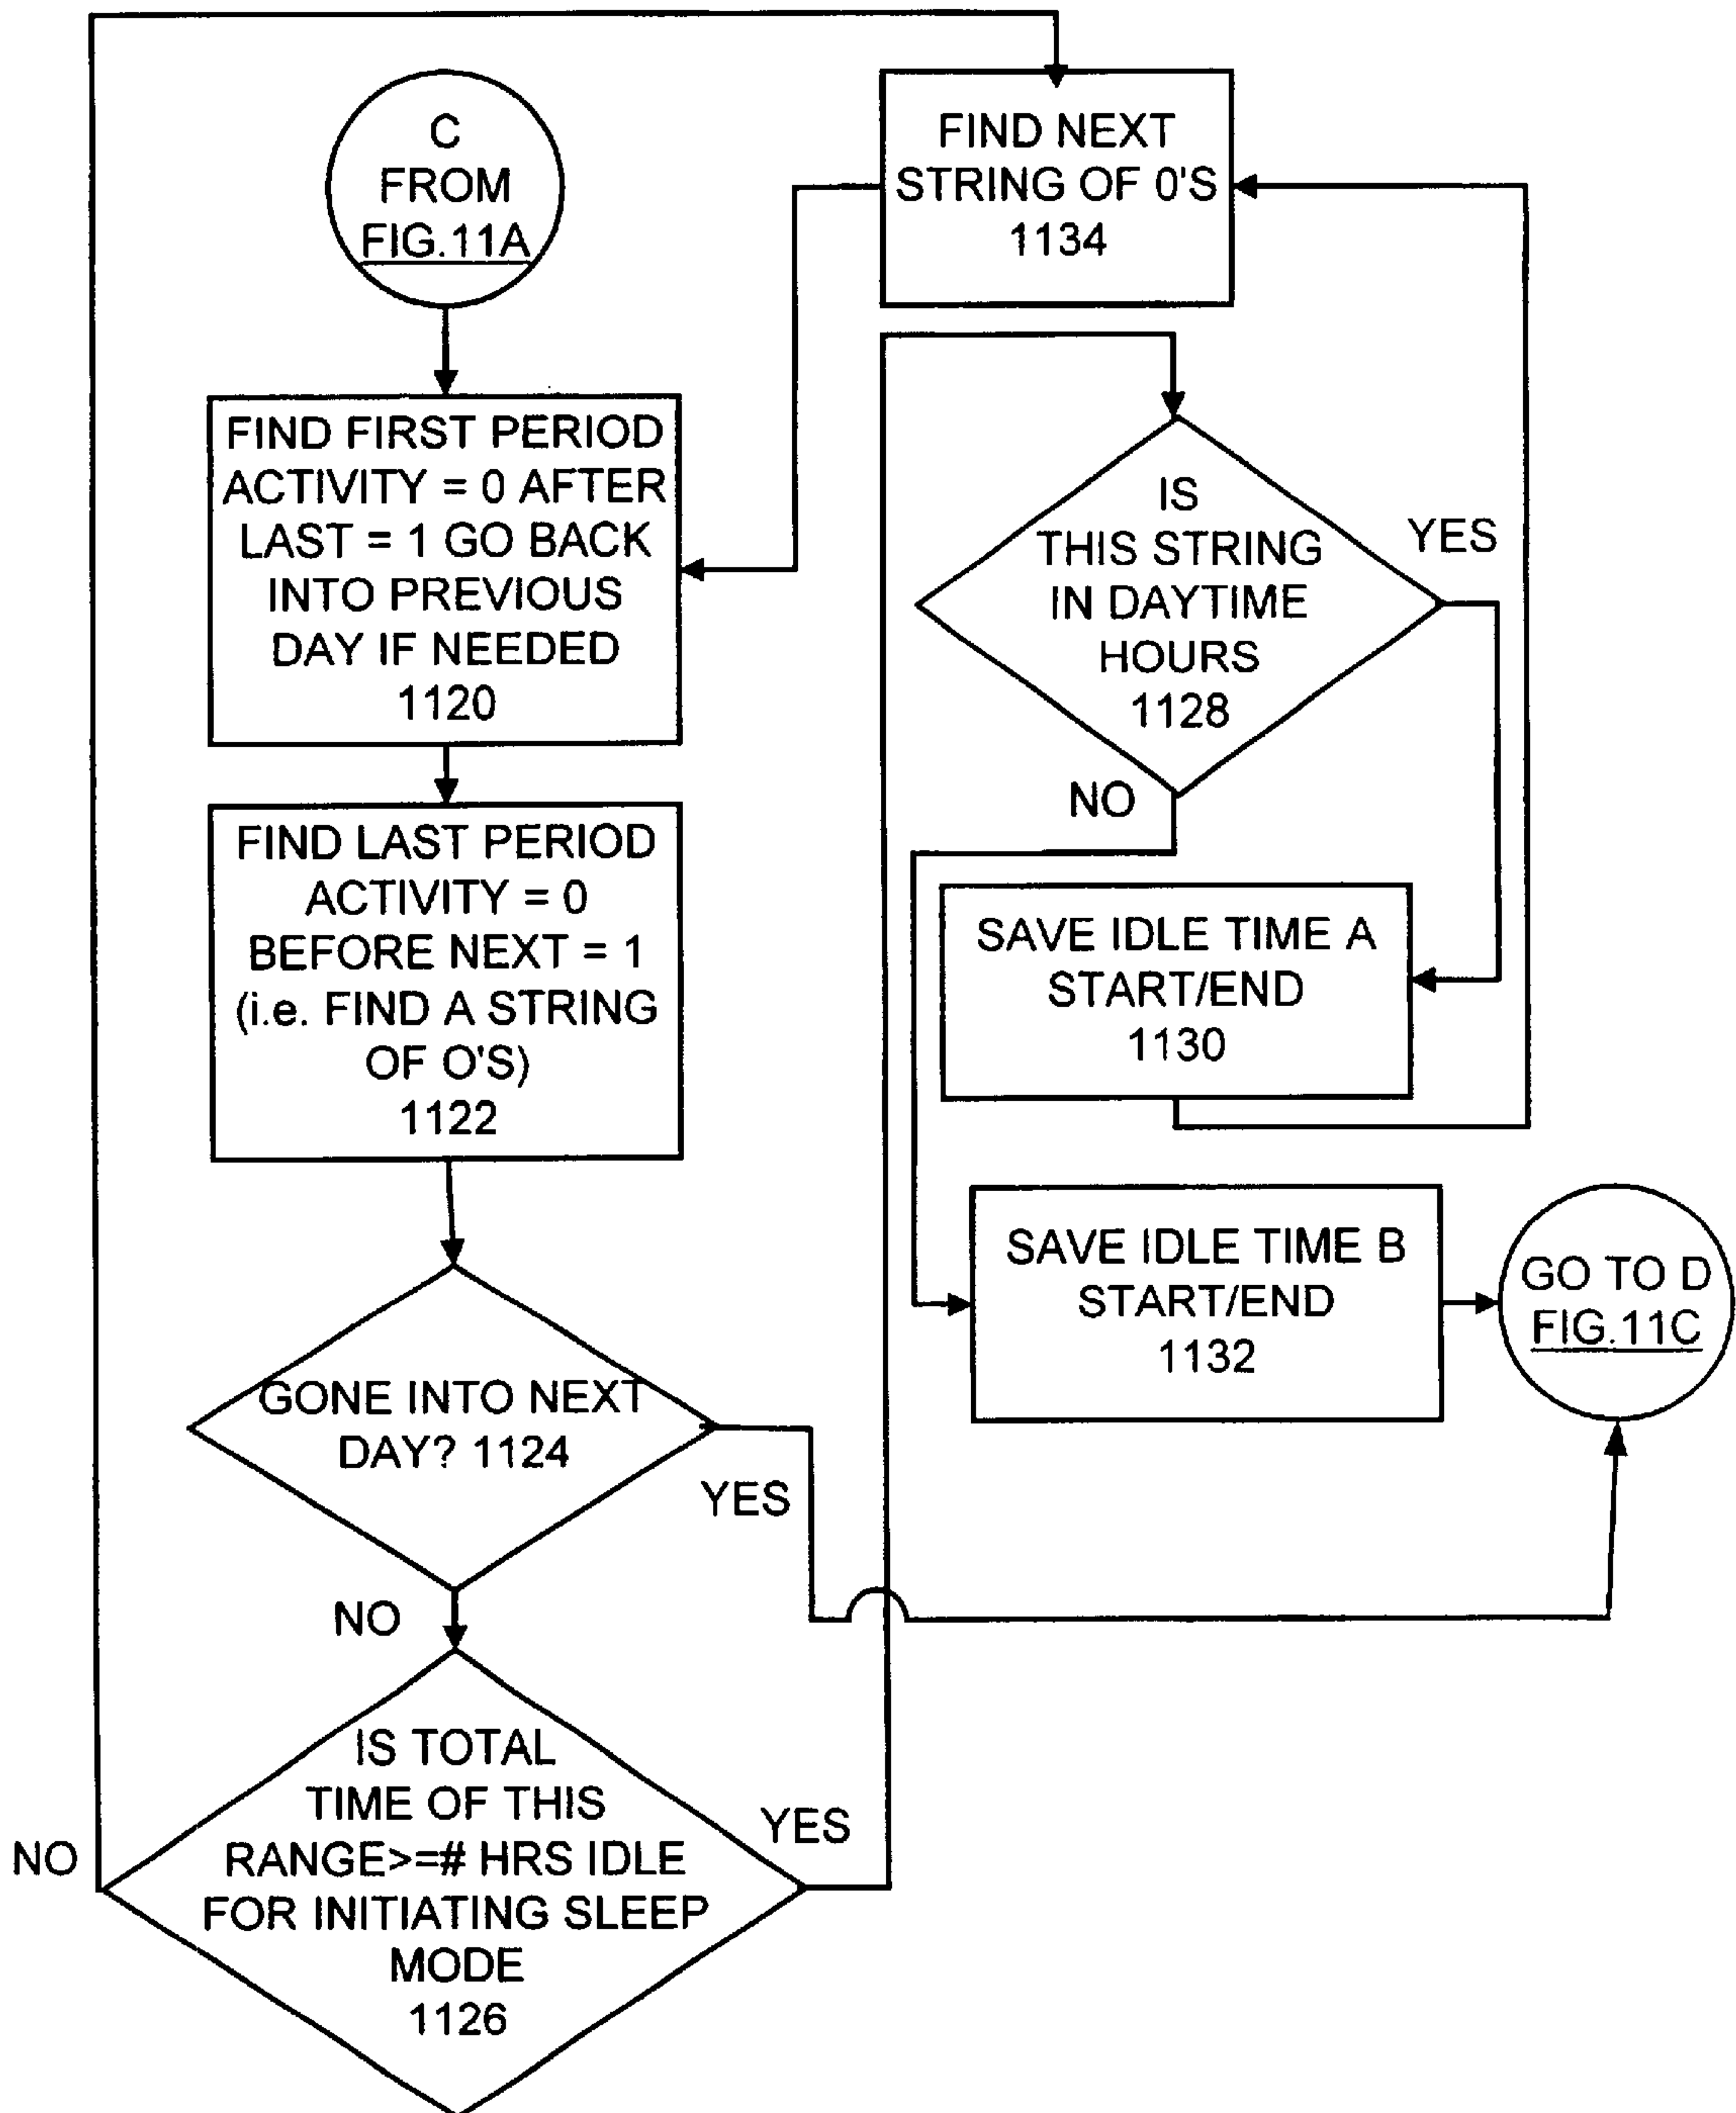 C
FROM
FIG.11A
FIND FIRST PERIOD
ACTIVITY = 0 AFTER
LAST = 1 GO BACK
INTO PREVIOUS
DAY IF NEEDED
1120
FIND LAST PERIOD
ACTIVITY = 0
BEFORE NEXT = 1
(i.e. FIND A STRING
OF O'S)
1122
GONE INTO NEXT
DAY? 1124
YES
NO
IS TOTAL
TIME OF THIS
RANGE>=# HRS IDLE
FOR INITIATING SLEEP
MODE
1126
NO
YES
FIND NEXT
STRING OF 0'S
1134
IS
THIS STRING
IN DAYTIME
HOURS
1128
YES
NO
SAVE IDLE TIME A
START/END
1130
SAVE IDLE TIME B
START/END
1132
GO TO D
FIG.11C